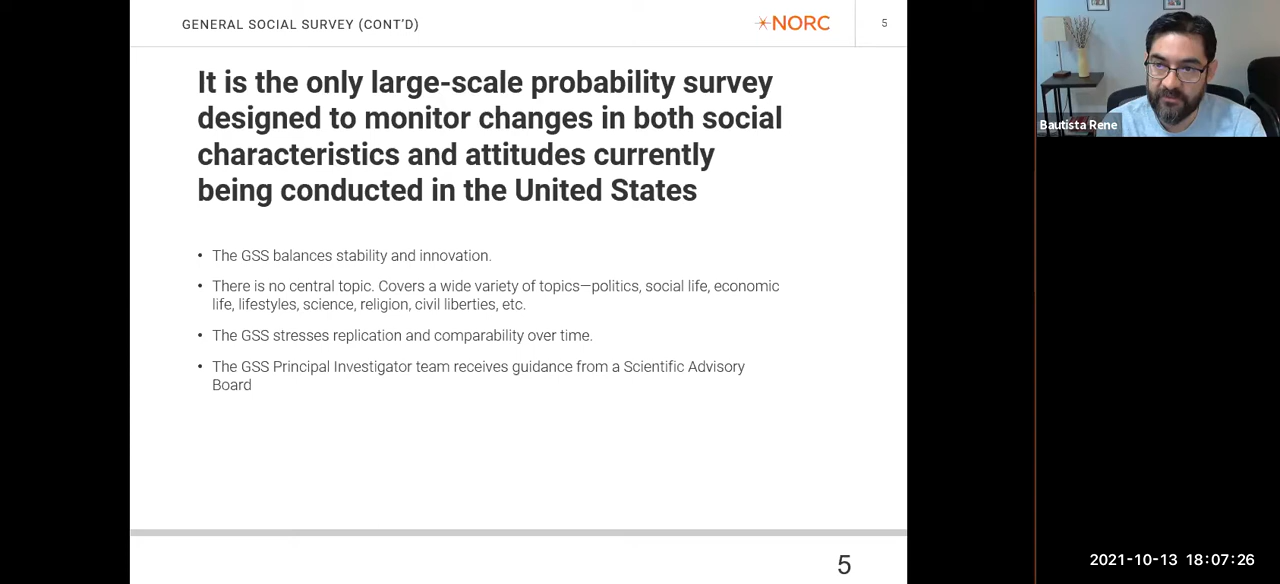 GENERAL SOCIAL SURVEY (CONT'D)
NORC
5
It is the only large-scale probability survey
designed to monitor changes in both social
characteristics and attitudes currently
being conducted in the United States
• The GSS balances stability and innovation.
• There is no central topic. Covers a wide variety of topics—politics, social life, economic
life, lifestyles, science, religion, civil liberties, etc.
• The GSS stresses replication and comparability over time.
• The GSS Principal Investigator team receives guidance from a Scientific Advisory
Board
5
Bautista Rene
2021-10-13 18:07:26